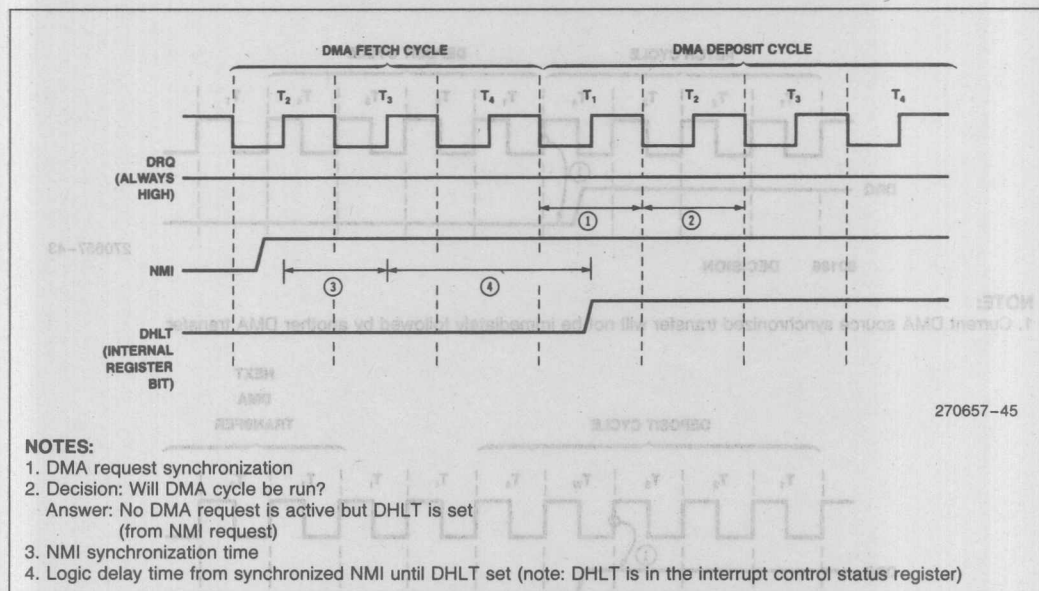 DMA FETCH CYCLE DMA DEPOSIT CYCLE
T2 T3 T4 T1 T2 T3 T4
DRQ
(ALWAYS
HIGH)
1 2
NMI
3 4
DHLT
(INTERNAL
REGISTER
BIT)
270657-45
NOTES:
1. DMA request synchronization
2. Decision: Will DMA cycle be run?
Answer: No DMA request is active but DHLT is set
(from NMI request)
3. NMI synchronization time
4. Logic delay time from synchronized NMI until DHLT set (note: DHLT is in the interrupt control status register)